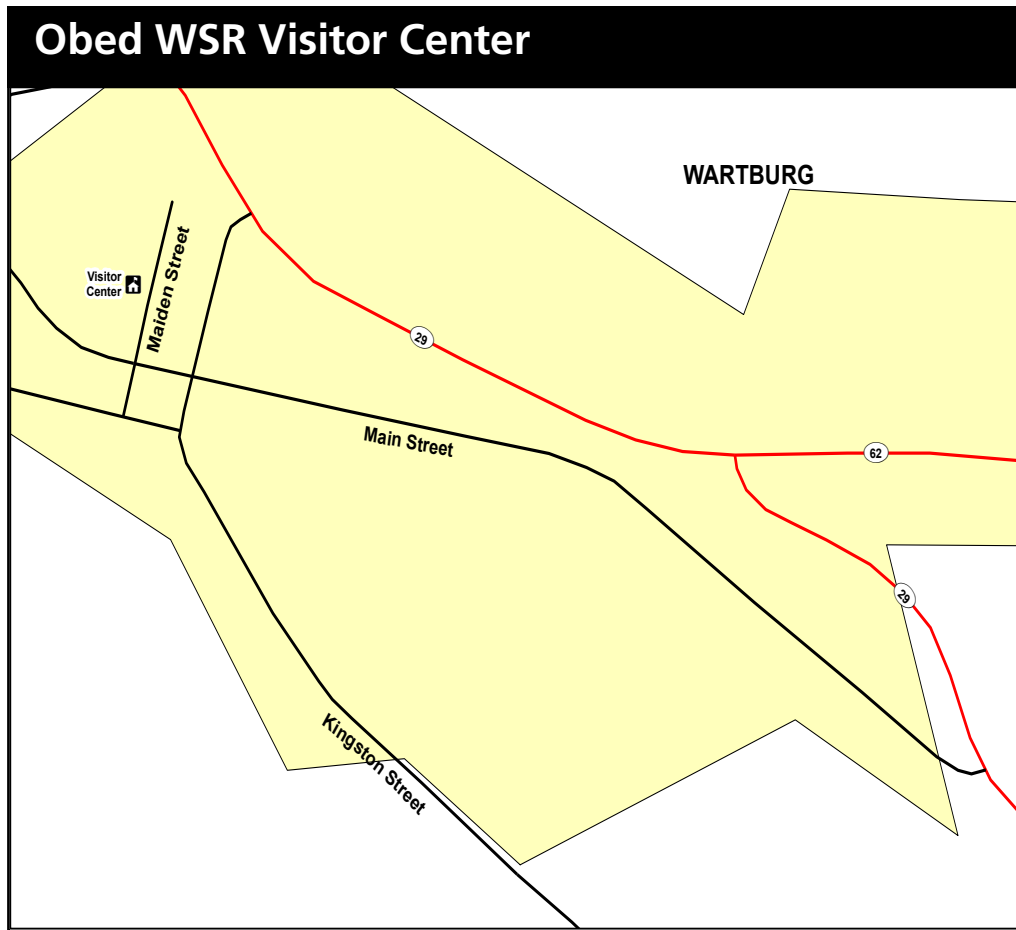 Obed WSR Visitor Center
WARTBURG
Maiden Street
Visitor
Center
29
Main Street
62
29
Kingston Street